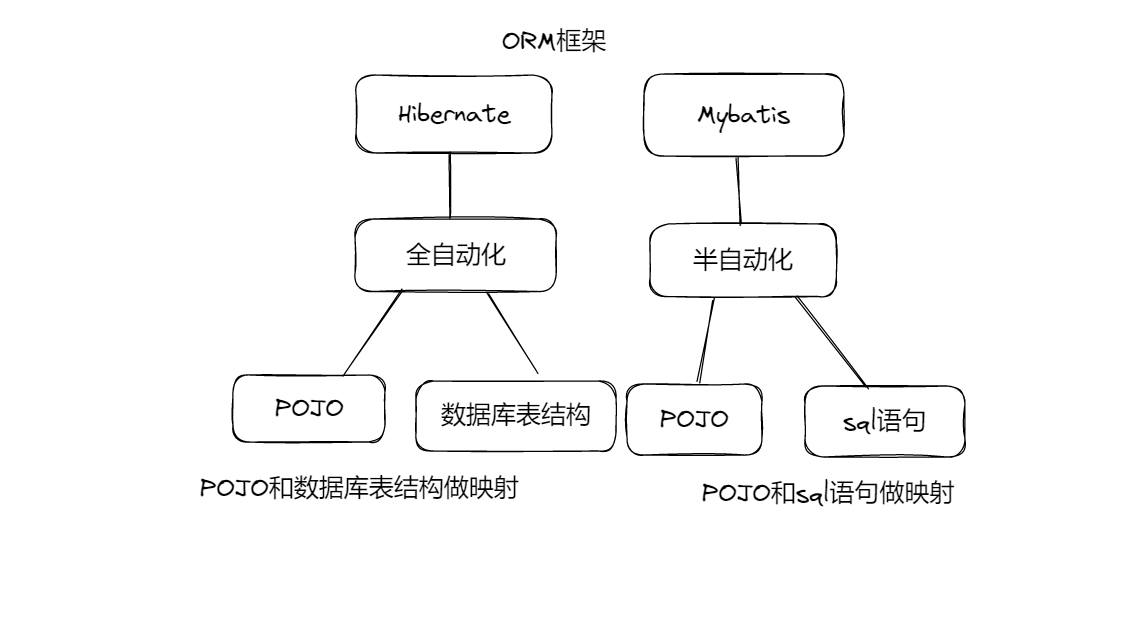 ORM框架
Hibernate
Mybatis
全自动化
半自动化
POJO
数据库表结构
POJO
sql语句
POJO和数据库表结构做映射
POJO和sql语句做映射